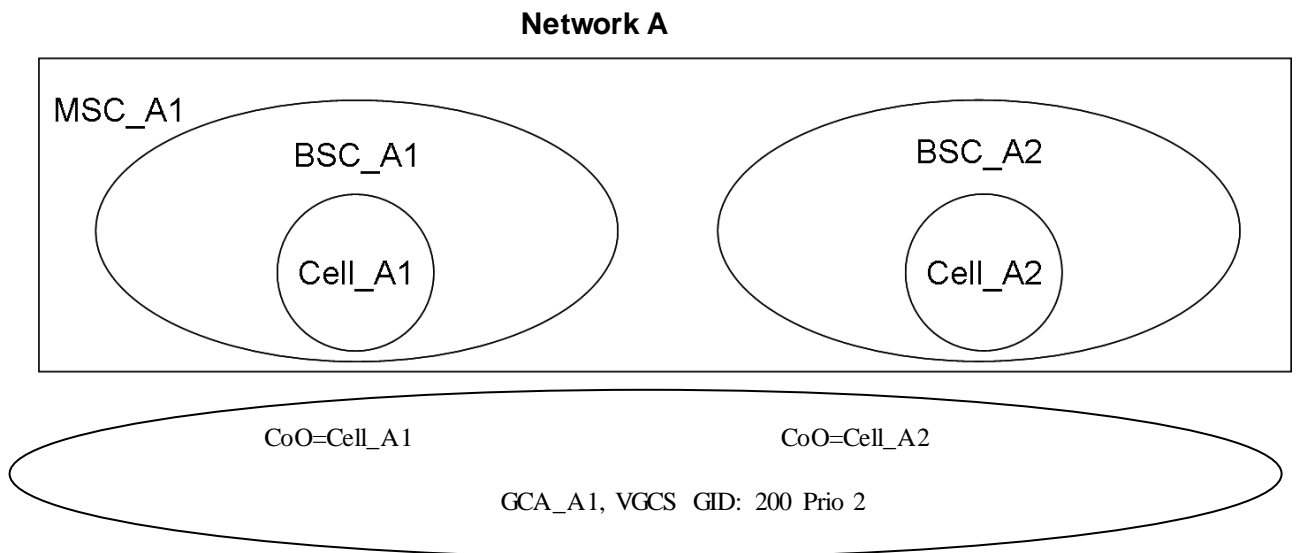 Network A
MSC_A1
BSC_A1
BSC_A2
Cell_A1
Cell_A2
CoO=Cell_A1
CoO=Cell_A2
GCA_A1, VGCS GID: 200 Prio 2